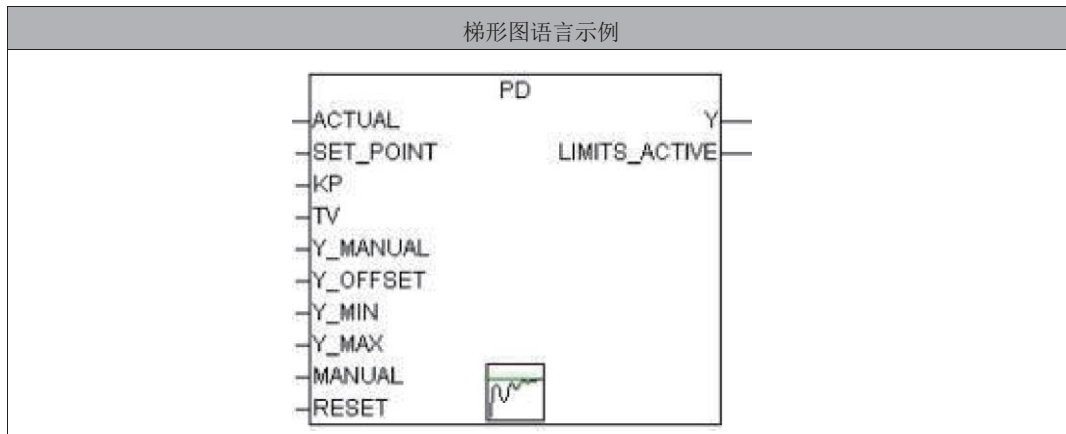 梯形图语言示例
PD
ACTUAL Y
SET_POINT LIMITS_ACTIVE
KP
TV
Y_MANUAL
Y_OFFSET
Y_MIN
Y_MAX
MANUAL
RESET